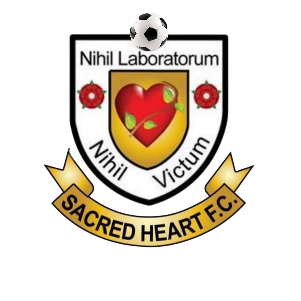 Nihil Laboratorum
Nihil Victum
SACRED HEART F.C.